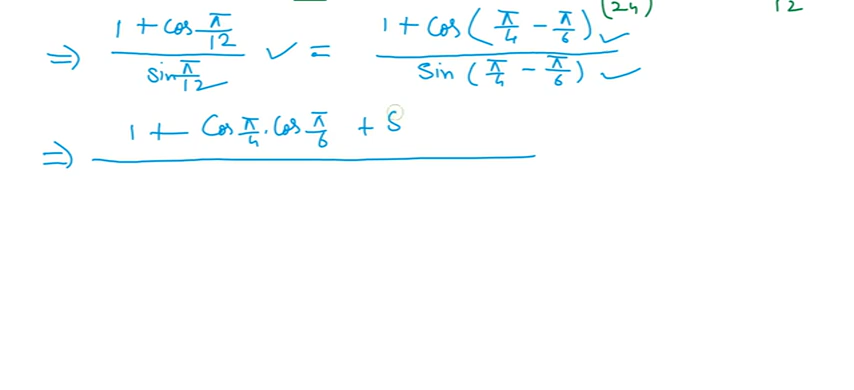 (24) 12
⇒ (1 + cos π/12) / (sin π/12) ✓ = (1 + cos(π/4 − π/6) ✓) / (sin(π/4 − π/6) ✓)
⇒ 1 + cos π/4 . cos π/6 + S